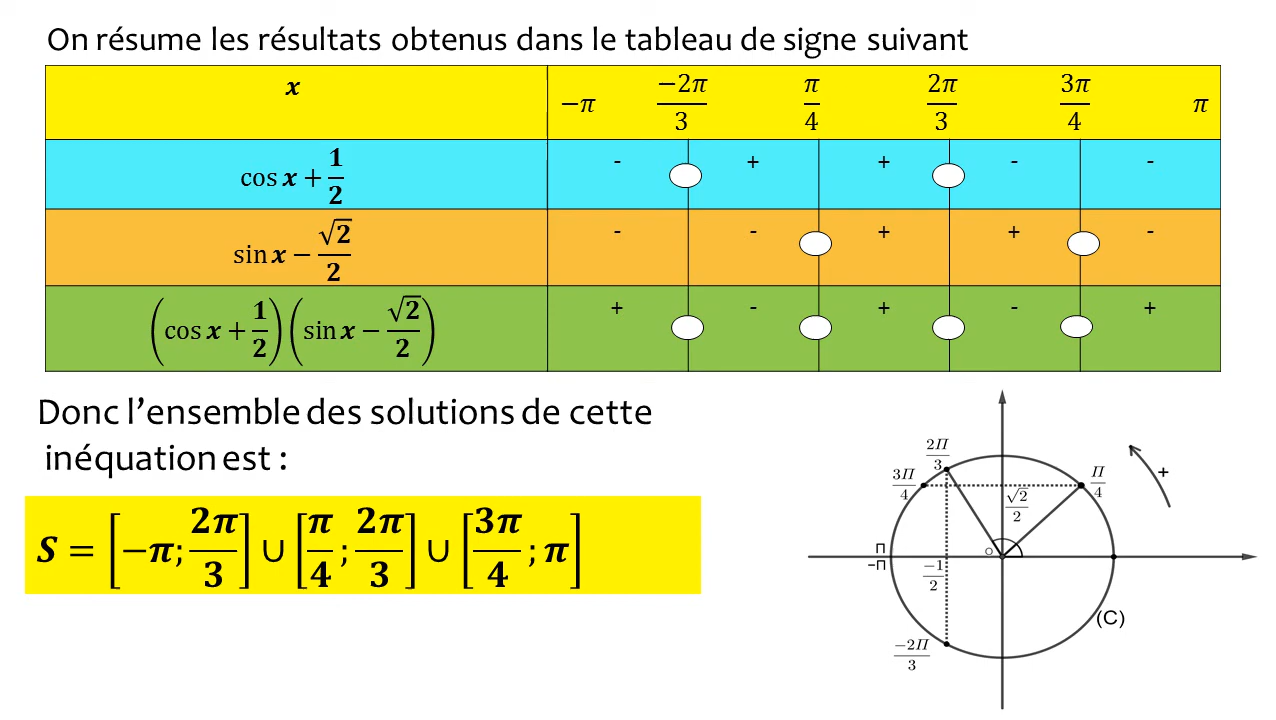 On résume les résultats obtenus dans le tableau de signe suivant
x −π −2π/3 π/4 2π/3 3π/4 π
cos x + 1/2 - + + - -
sin x − √2/2 - - + + -
(cos x + 1/2)(sin x − √2/2) + - + - +
Donc l’ensemble des solutions de cette
inéquation est :
S = [−π; 2π/3] ∪ [π/4 ; 2π/3] ∪ [3π/4 ; π]
2Π/3
3Π/4
Π/4
+
√2/2
O
Π
−Π
−1/2
(C)
−2Π/3